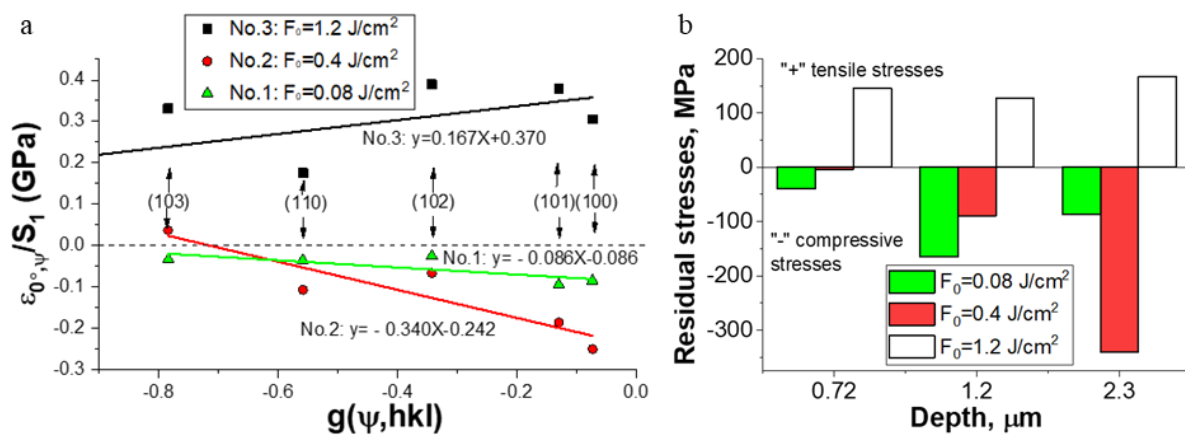 a
No.3: F₀=1.2 J/cm²
No.2: F₀=0.4 J/cm²
No.1: F₀=0.08 J/cm²
0.4
0.3
0.2
0.1
0.0
-0.1
-0.2
-0.3
ε₀°,ψ/S₁ (GPa)
No.3: y=0.167X+0.370
(103)
(110)
(102)
(101)(100)
No.1: y= - 0.086X-0.086
No.2: y= - 0.340X-0.242
-0.8
-0.6
-0.4
-0.2
0.0
g(ψ,hkl)
b
200
100
0
-100
-200
-300
Residual stresses, MPa
"+" tensile stresses
"-" compressive
stresses
F₀=0.08 J/cm²
F₀=0.4 J/cm²
F₀=1.2 J/cm²
0.72
1.2
2.3
Depth, μm